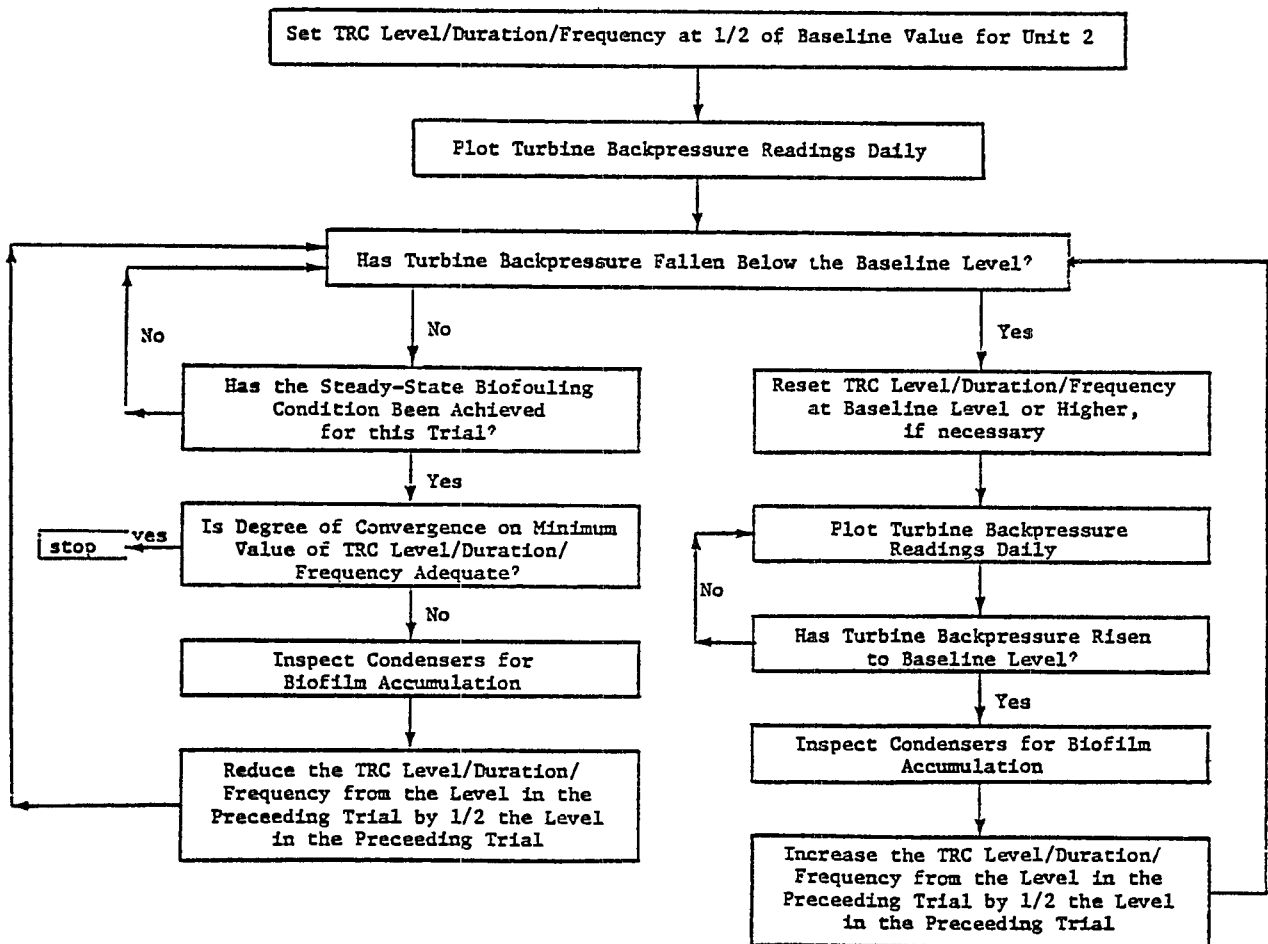 Set TRC Level/Duration/Frequency at 1/2 of Baseline Value for Unit 2
Plot Turbine Backpressure Readings Daily
Has Turbine Backpressure Fallen Below the Baseline Level?
No
No
Yes
Has the Steady-State Biofouling
Condition Been Achieved
for this Trial?
Reset TRC Level/Duration/Frequency
at Baseline Level or Higher,
if necessary
Yes
stop
yes
Is Degree of Convergence on Minimum
Value of TRC Level/Duration/
Frequency Adequate?
Plot Turbine Backpressure
Readings Daily
No
No
Inspect Condensers for
Biofilm Accumulation
Has Turbine Backpressure Risen
to Baseline Level?
Yes
Reduce the TRC Level/Duration/
Frequency from the Level in the
Preceeding Trial by 1/2 the Level
in the Preceeding Trial
Inspect Condensers for Biofilm
Accumulation
Increase the TRC Level/Duration/
Frequency from the Level in the
Preceeding Trial by 1/2 the Level
in the Preceeding Trial